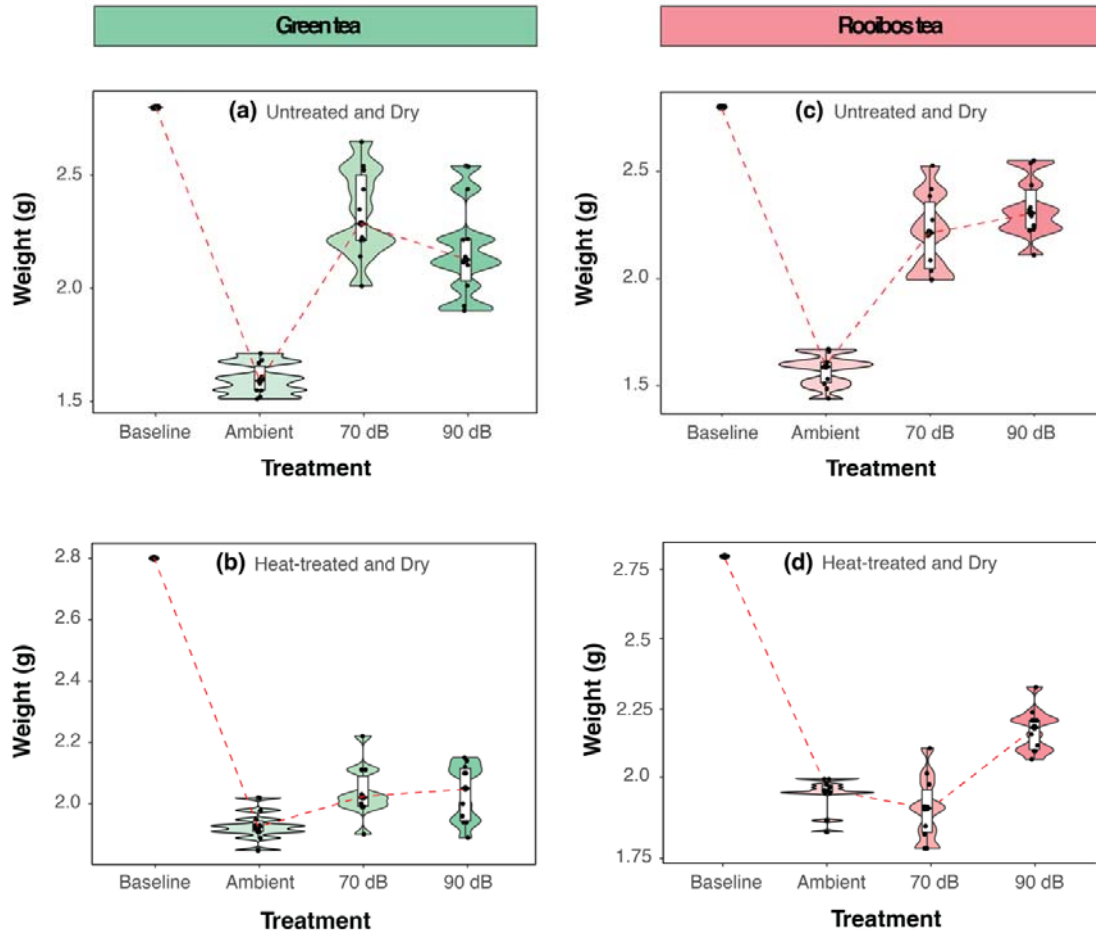 Green tea
Rooibos tea
(a) Untreated and Dry
Weight (g)
2.5
2.0
1.5
Baseline Ambient 70 dB 90 dB
Treatment
(c) Untreated and Dry
Weight (g)
2.5
2.0
1.5
Baseline Ambient 70 dB 90 dB
Treatment
(b) Heat-treated and Dry
Weight (g)
2.8
2.6
2.4
2.2
2.0
Baseline Ambient 70 dB 90 dB
Treatment
(d) Heat-treated and Dry
Weight (g)
2.75
2.5
2.25
2.0
1.75
Baseline Ambient 70 dB 90 dB
Treatment